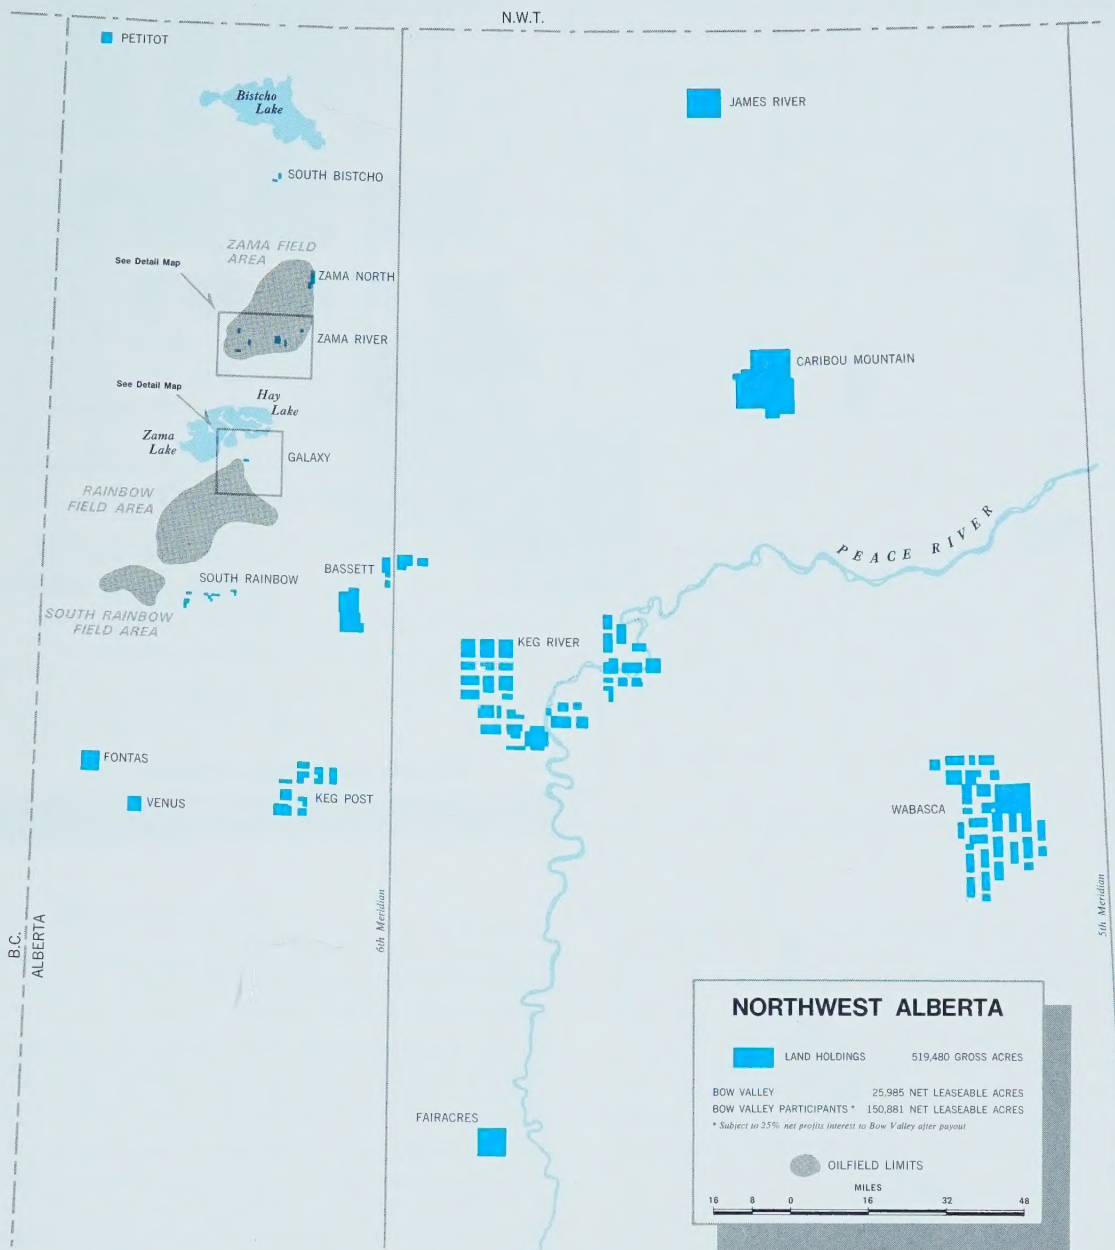 N.W.T.
PETITOT
Bistcho
Lake
JAMES RIVER
SOUTH BISTCHO
ZAMA FIELD
AREA
See Detail Map
ZAMA NORTH
ZAMA RIVER
CARIBOU MOUNTAIN
See Detail Map
Hay
Lake
Zama
Lake
GALAXY
RAINBOW
FIELD AREA
PEACE RIVER
BASSETT
SOUTH RAINBOW
SOUTH RAINBOW
FIELD AREA
KEG RIVER
FONTAS
VENUS
KEG POST
WABASCA
6th Meridian
5th Meridian
B.C.
ALBERTA
FAIRACRES
NORTHWEST ALBERTA
LAND HOLDINGS 519,480 GROSS ACRES
BOW VALLEY 25,985 NET LEASEABLE ACRES
BOW VALLEY PARTICIPANTS * 150,881 NET LEASEABLE ACRES
* Subject to 25% net profits interest to Bow Valley after payout
OILFIELD LIMITS
MILES
16 8 0 16 32 48